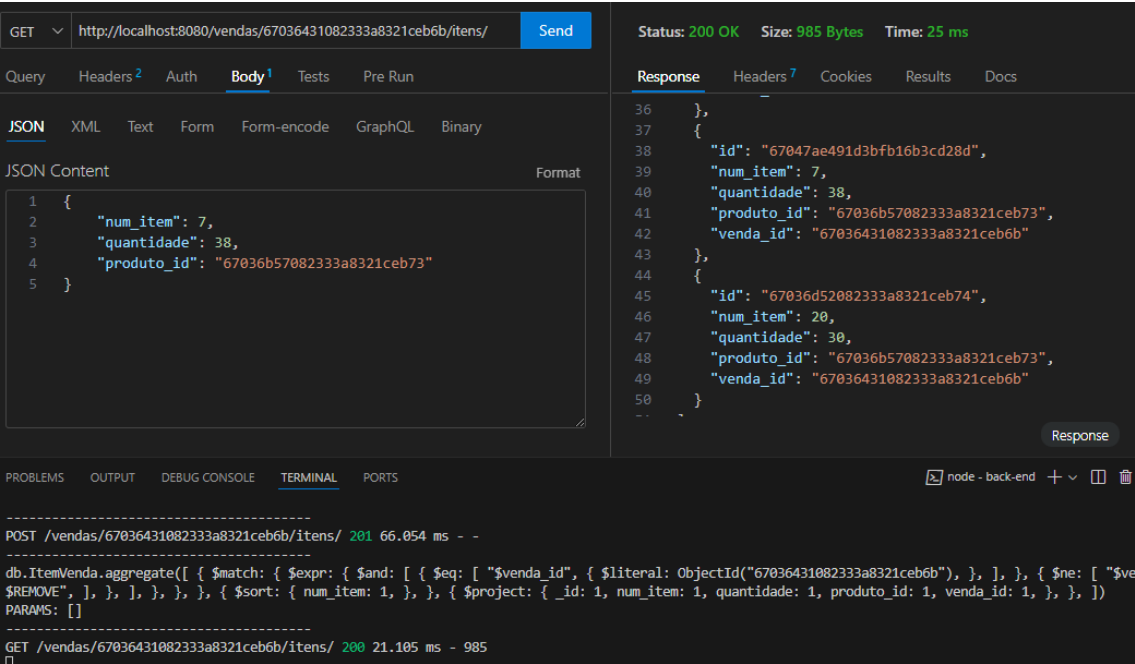 GET http://localhost:8080/vendas/67036431082333a8321ceb6b/itens/ Send
Query Headers 2 Auth Body 1 Tests Pre Run
JSON XML Text Form Form-encode GraphQL Binary
JSON Content Format
1 {
2 "num_item": 7,
3 "quantidade": 38,
4 "produto_id": "67036b57082333a8321ceb73"
5 }
Status: 200 OK Size: 985 Bytes Time: 25 ms
Response Headers 7 Cookies Results Docs
36 },
37 {
38 "id": "67047ae491d3bfb16b3cd28d",
39 "num_item": 7,
40 "quantidade": 38,
41 "produto_id": "67036b57082333a8321ceb73",
42 "venda_id": "67036431082333a8321ceb6b"
43 },
44 {
45 "id": "67036d52082333a8321ceb74",
46 "num_item": 20,
47 "quantidade": 30,
48 "produto_id": "67036b57082333a8321ceb73",
49 "venda_id": "67036431082333a8321ceb6b"
50 }
Response
PROBLEMS OUTPUT DEBUG CONSOLE TERMINAL PORTS node - back-end
----------------------------------------
POST /vendas/67036431082333a8321ceb6b/itens/ 201 66.054 ms - -
----------------------------------------
db.ItemVenda.aggregate([ { $match: { $expr: { $and: [ { $eq: [ "$venda_id", { $literal: ObjectId("67036431082333a8321ceb6b"), }, ], }, { $ne: [ "$ve
$REMOVE", ], }, ], }, }, }, { $sort: { num_item: 1, }, }, { $project: { _id: 1, num_item: 1, quantidade: 1, produto_id: 1, venda_id: 1, }, }, ])
PARAMS: []
----------------------------------------
GET /vendas/67036431082333a8321ceb6b/itens/ 200 21.105 ms - 985